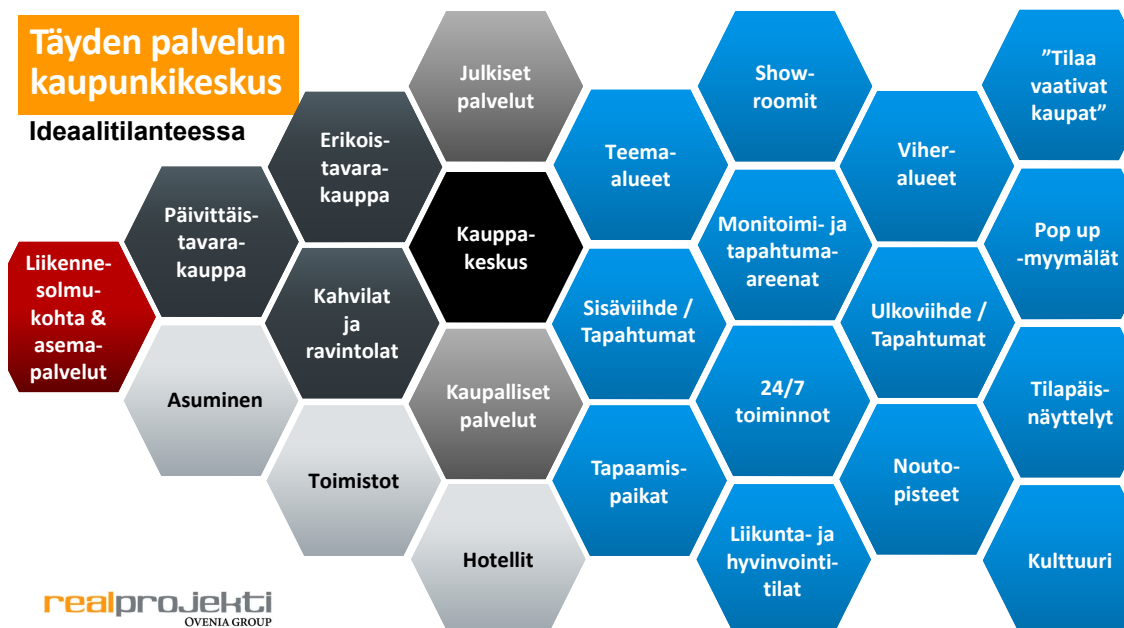 Täyden palvelun
kaupunkikeskus
Ideaalitilanteessa
Liikenne-
solmu-
kohta &
asema-
palvelut
Päivittäis-
tavara-
kauppa
Asuminen
Erikois-
tavara-
kauppa
Kahvilat
ja
ravintolat
Toimistot
Julkiset
palvelut
Kauppa-
keskus
Kaupalliset
palvelut
Hotellit
Teema-
alueet
Sisäviihde /
Tapahtumat
Tapaamis-
paikat
Show-
roomit
Monitoimi- ja
tapahtuma-
areenat
24/7
toiminnot
Liikunta- ja
hyvinvointi-
tilat
Viher-
alueet
Ulkoviihde /
Tapahtumat
Nouto-
pisteet
”Tilaa
vaativat
kaupat”
Pop up
-myymälät
Tilapäis-
näyttelyt
Kulttuuri
realprojekti
OVENIA GROUP